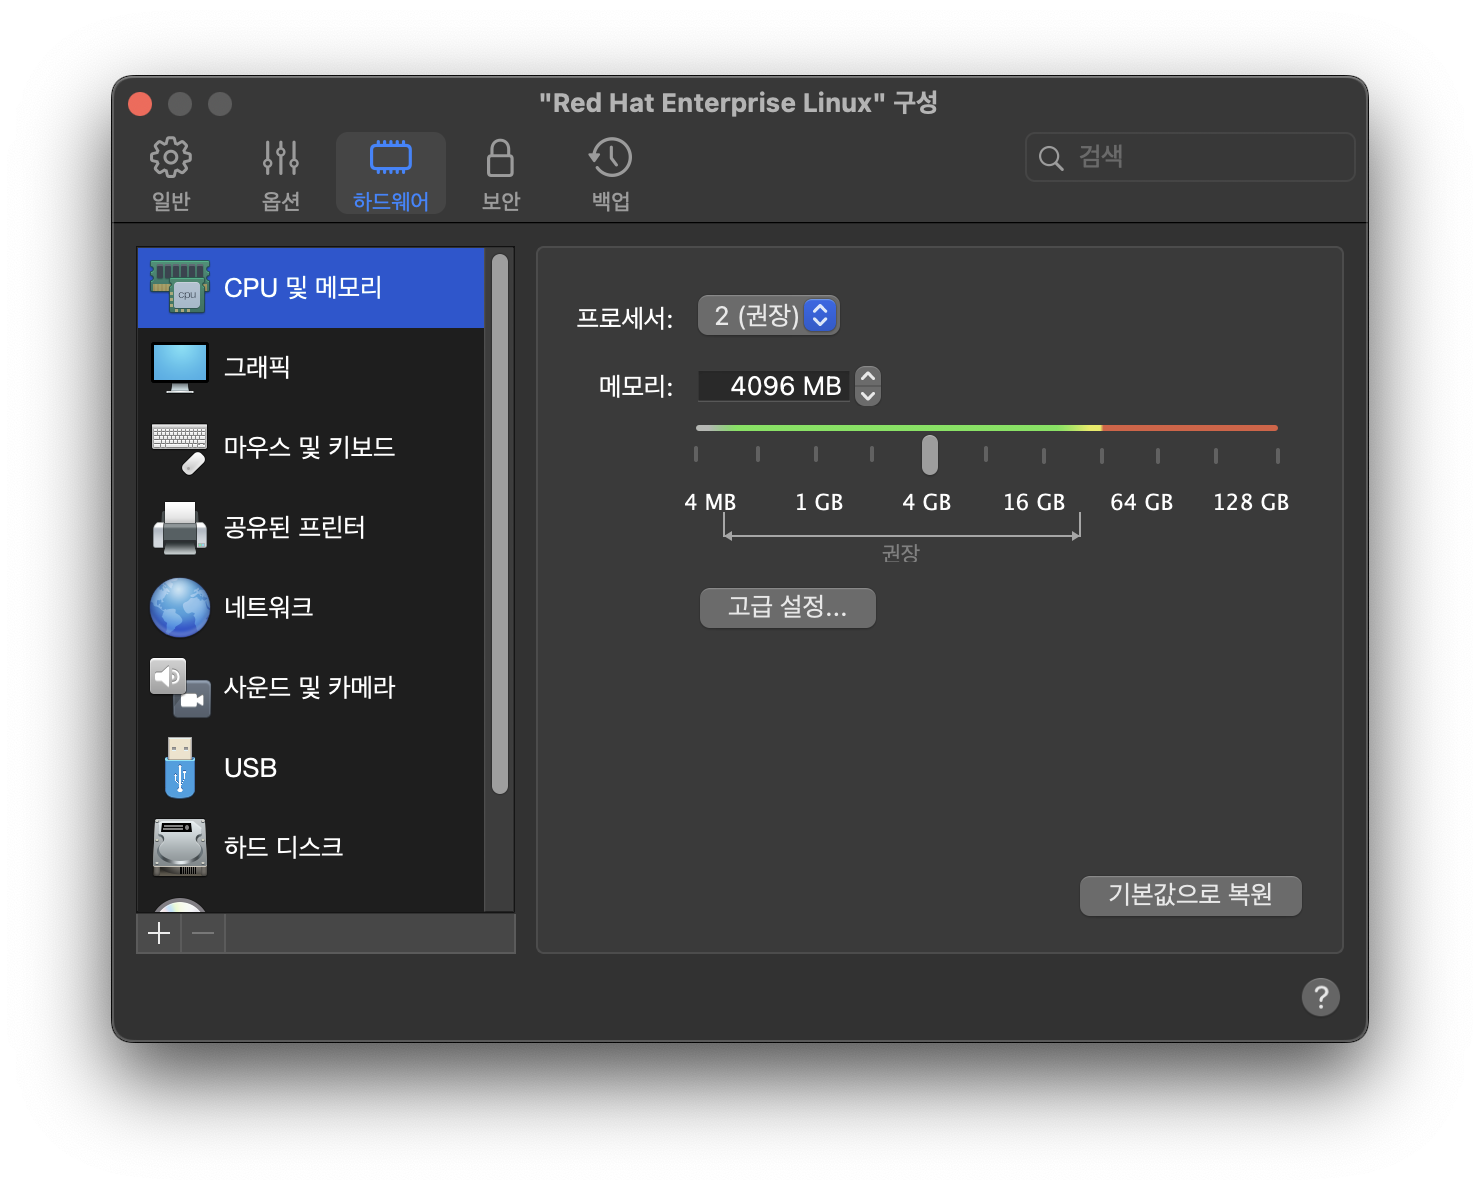 "Red Hat Enterprise Linux" 구성
일반
옵션
하드웨어
보안
백업
검색
CPU 및 메모리
그래픽
마우스 및 키보드
공유된 프린터
네트워크
사운드 및 카메라
USB
하드 디스크
프로세서: 2 (권장)
메모리: 4096 MB
4 MB 1 GB 4 GB 16 GB 64 GB 128 GB
권장
고급 설정...
기본값으로 복원
?
cpu